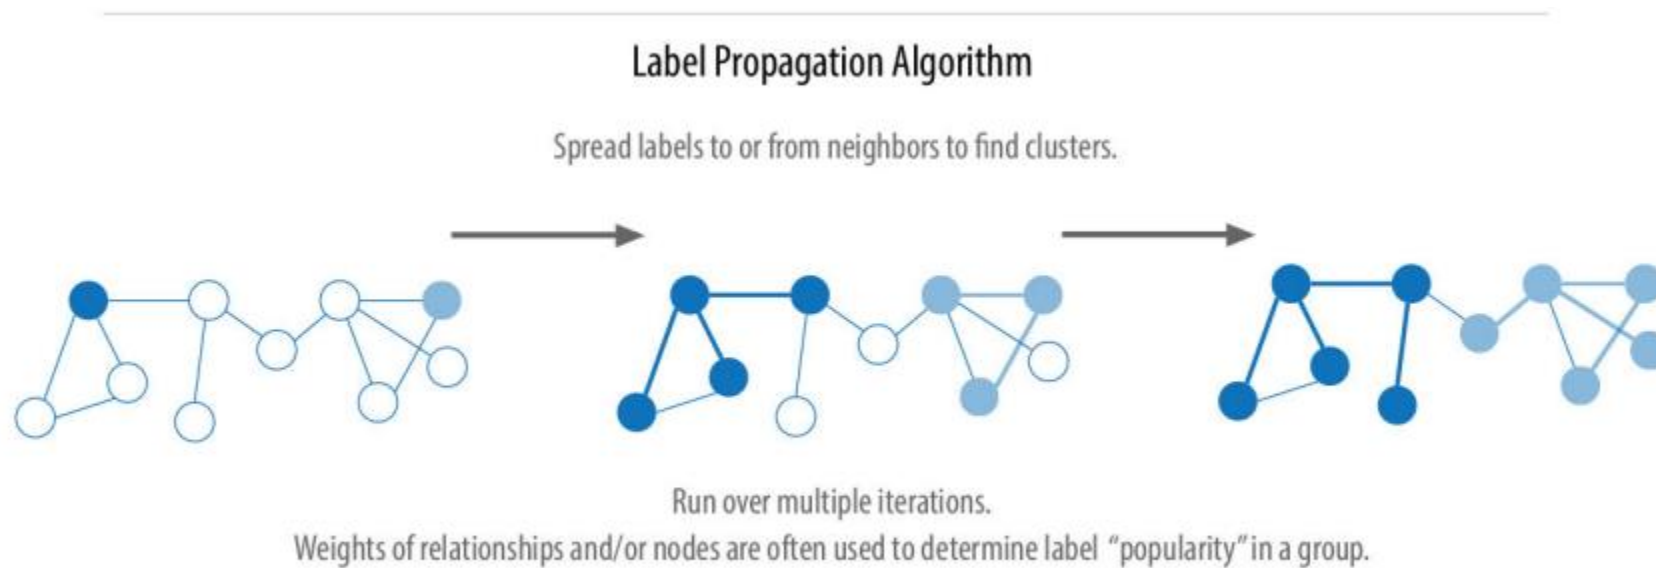 Label Propagation Algorithm
Spread labels to or from neighbors to find clusters.
Run over multiple iterations.
Weights of relationships and/or nodes are often used to determine label “popularity” in a group.